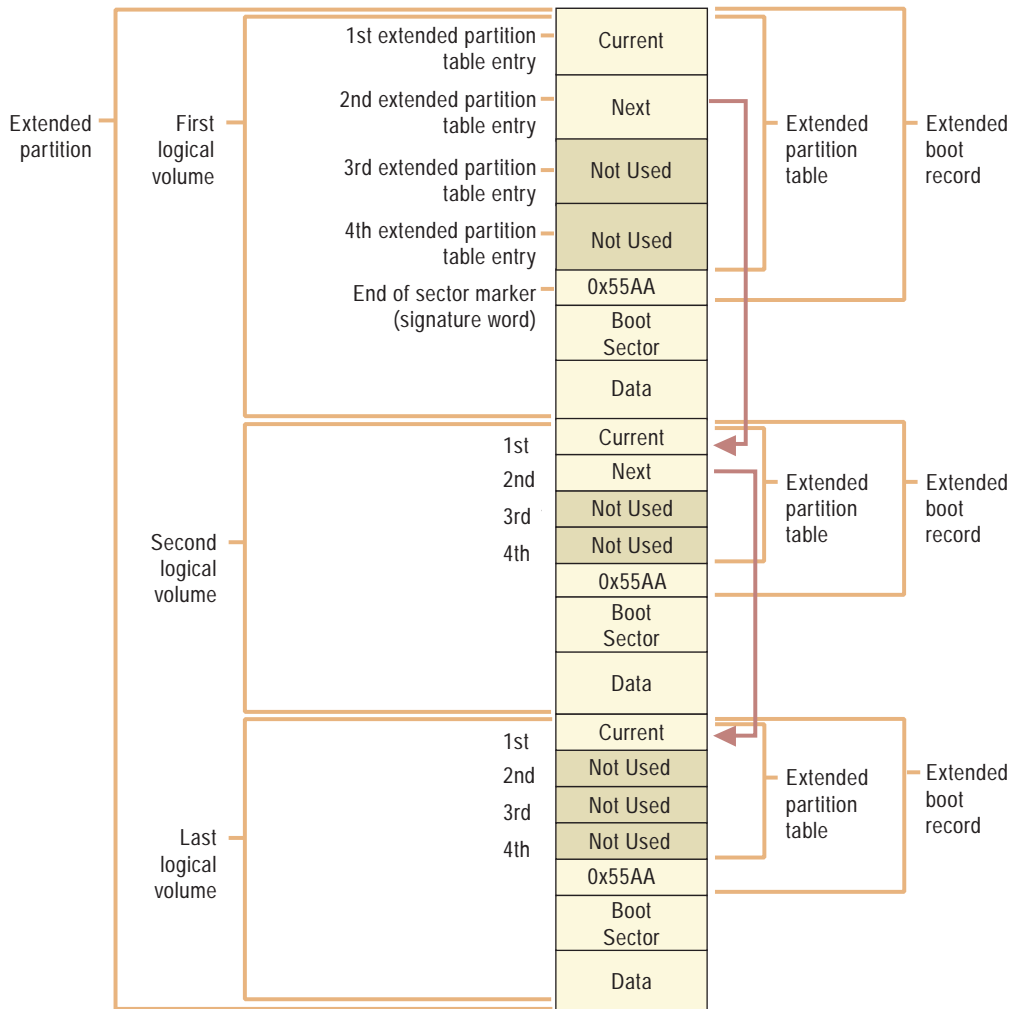 Extended
partition
First
logical
volume
1st extended partition
table entry
2nd extended partition
table entry
3rd extended partition
table entry
4th extended partition
table entry
End of sector marker
(signature word)
Current
Next
Not Used
Not Used
0x55AA
Boot
Sector
Data
Extended
partition
table
Extended
boot
record
Second
logical
volume
1st
2nd
3rd
4th
Current
Next
Not Used
Not Used
0x55AA
Boot
Sector
Data
Extended
partition
table
Extended
boot
record
Last
logical
volume
1st
2nd
3rd
4th
Current
Not Used
Not Used
Not Used
0x55AA
Boot
Sector
Data
Extended
partition
table
Extended
boot
record